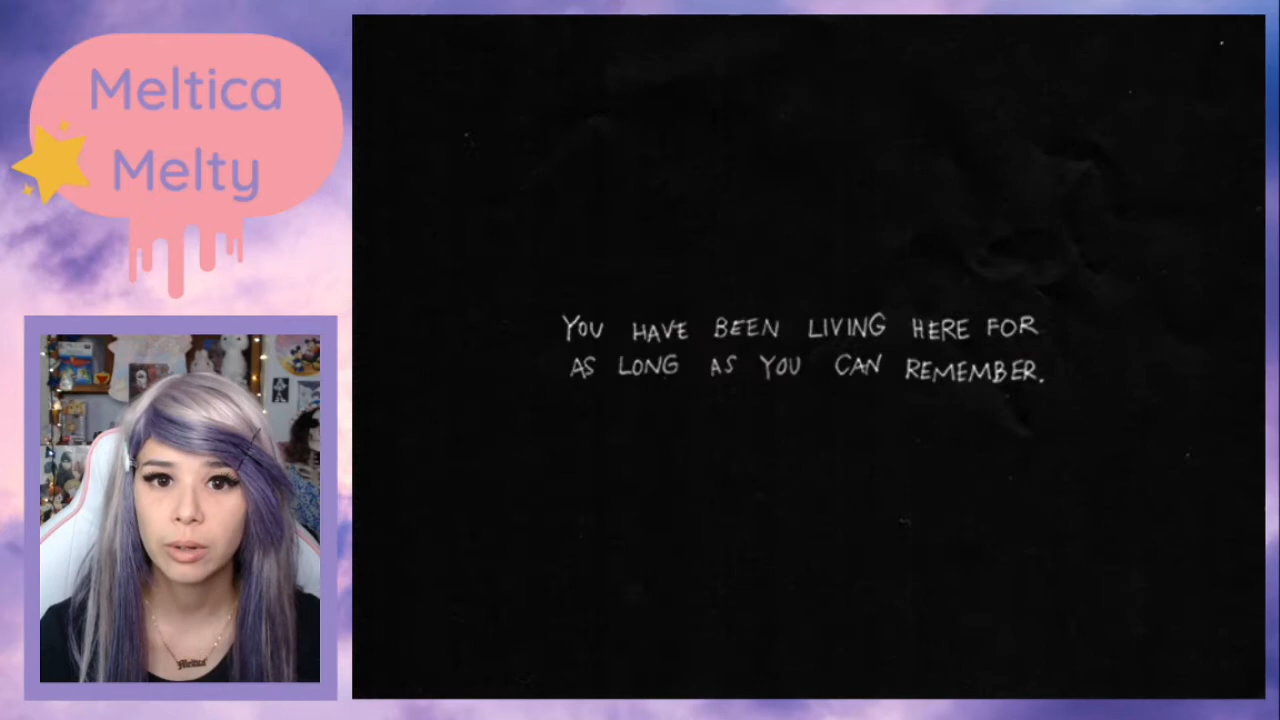 Meltica
Melty
YOU HAVE BEEN LIVING HERE FOR
AS LONG AS YOU CAN REMEMBER.